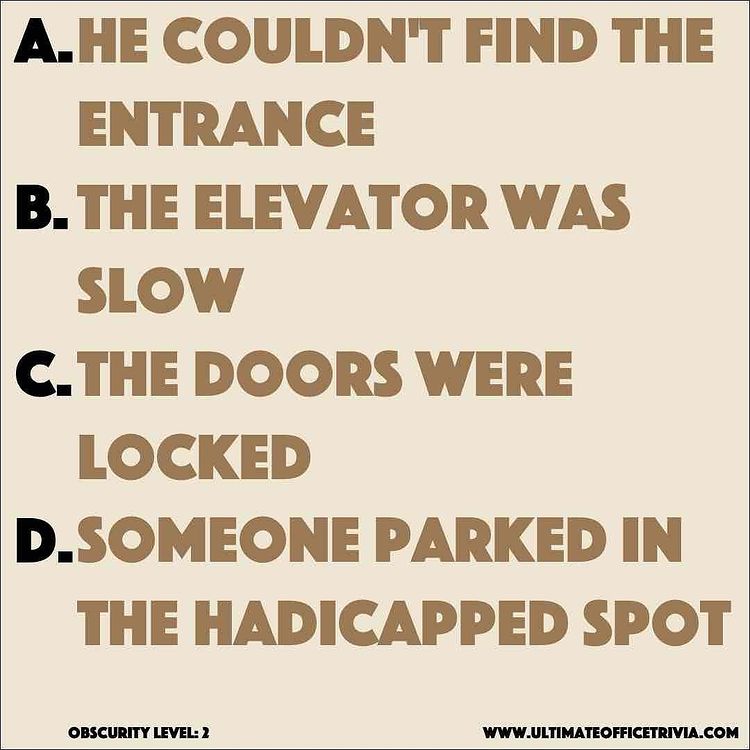 A. HE COULDN'T FIND THE
ENTRANCE
B. THE ELEVATOR WAS
SLOW
C. THE DOORS WERE
LOCKED
D. SOMEONE PARKED IN
THE HADICAPPED SPOT
OBSCURITY LEVEL: 2 WWW.ULTIMATEOFFICETRIVIA.COM